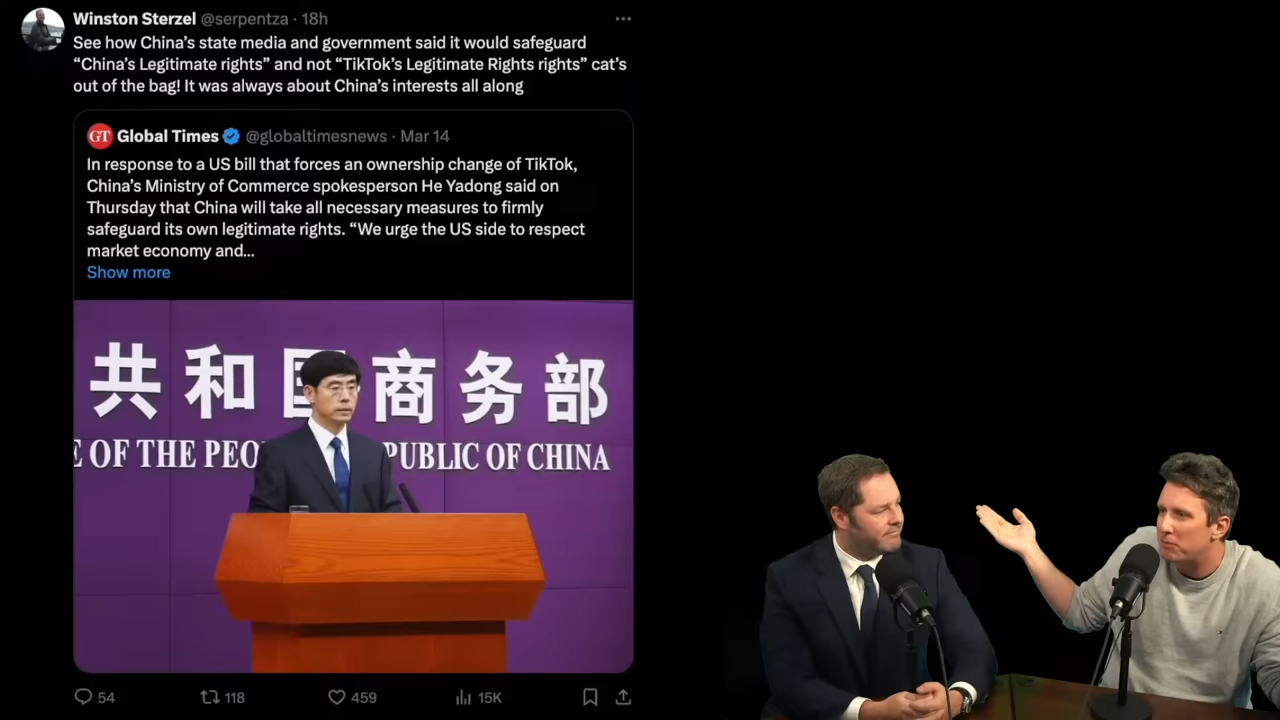 Winston Sterzel @serpentza · 18h
See how China’s state media and government said it would safeguard
“China’s Legitimate rights” and not “TikTok’s Legitimate Rights rights” cat’s
out of the bag! It was always about China’s interests all along
GT Global Times @globaltimesnews · Mar 14
In response to a US bill that forces an ownership change of TikTok,
China’s Ministry of Commerce spokesperson He Yadong said on
Thursday that China will take all necessary measures to firmly
safeguard its own legitimate rights. “We urge the US side to respect
market economy and...
Show more
共和国商务部
E OF THE PEO PUBLIC OF CHINA
54 118 459 15K